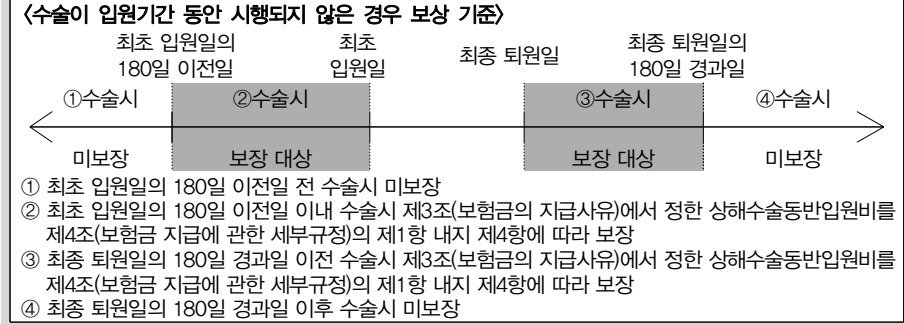 〈수술이 입원기간 동안 시행되지 않은 경우 보상 기준〉
최초 입원일의
180일 이전일
최초
입원일
최종 퇴원일
최종 퇴원일의
180일 경과일
①수술시 ②수술시 ③수술시 ④수술시
미보장 보장 대상 보장 대상 미보장
① 최초 입원일의 180일 이전일 전 수술시 미보장
② 최초 입원일의 180일 이전일 이내 수술시 제3조(보험금의 지급사유)에서 정한 상해수술동반입원비를
제4조(보험금 지급에 관한 세부규정)의 제1항 내지 제4항에 따라 보장
③ 최종 퇴원일의 180일 경과일 이전 수술시 제3조(보험금의 지급사유)에서 정한 상해수술동반입원비를
제4조(보험금 지급에 관한 세부규정)의 제1항 내지 제4항에 따라 보장
④ 최종 퇴원일의 180일 경과일 이후 수술시 미보장